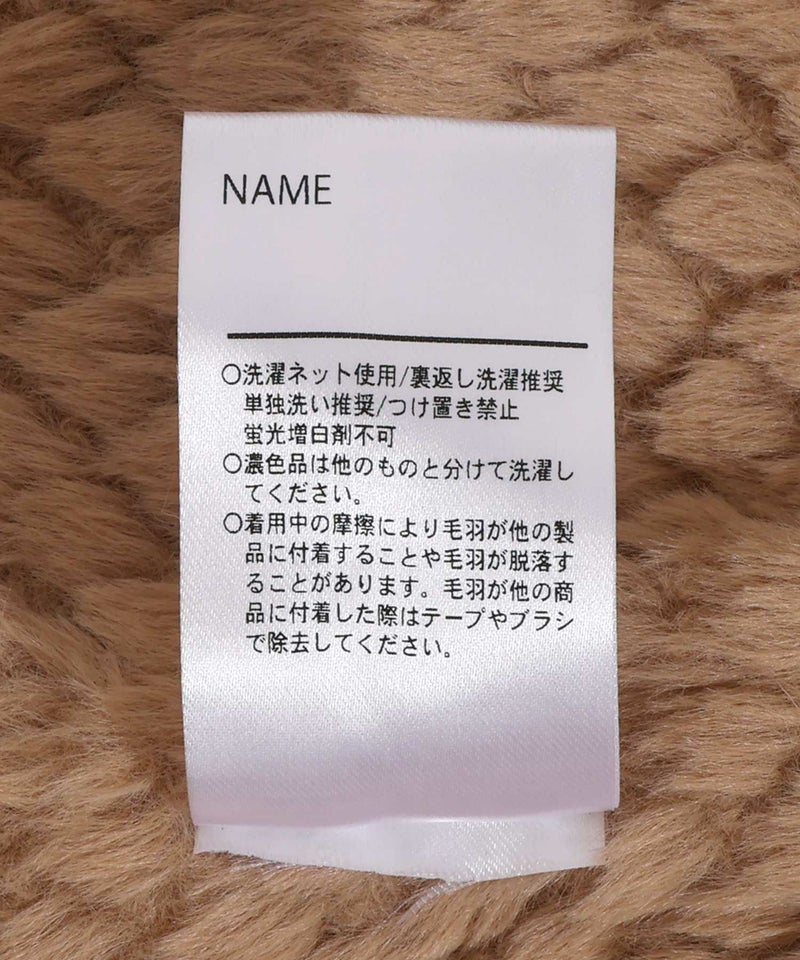 NAME
○洗濯ネット使用/裏返し洗濯推奨
単独洗い推奨/つけ置き禁止
蛍光増白剤不可
○濃色品は他のものと分けて洗濯し
てください。
○着用中の摩擦により毛羽が他の製
品に付着することや毛羽が脱落す
ることがあります。毛羽が他の商
品に付着した際はテープやブラシ
で除去してください。